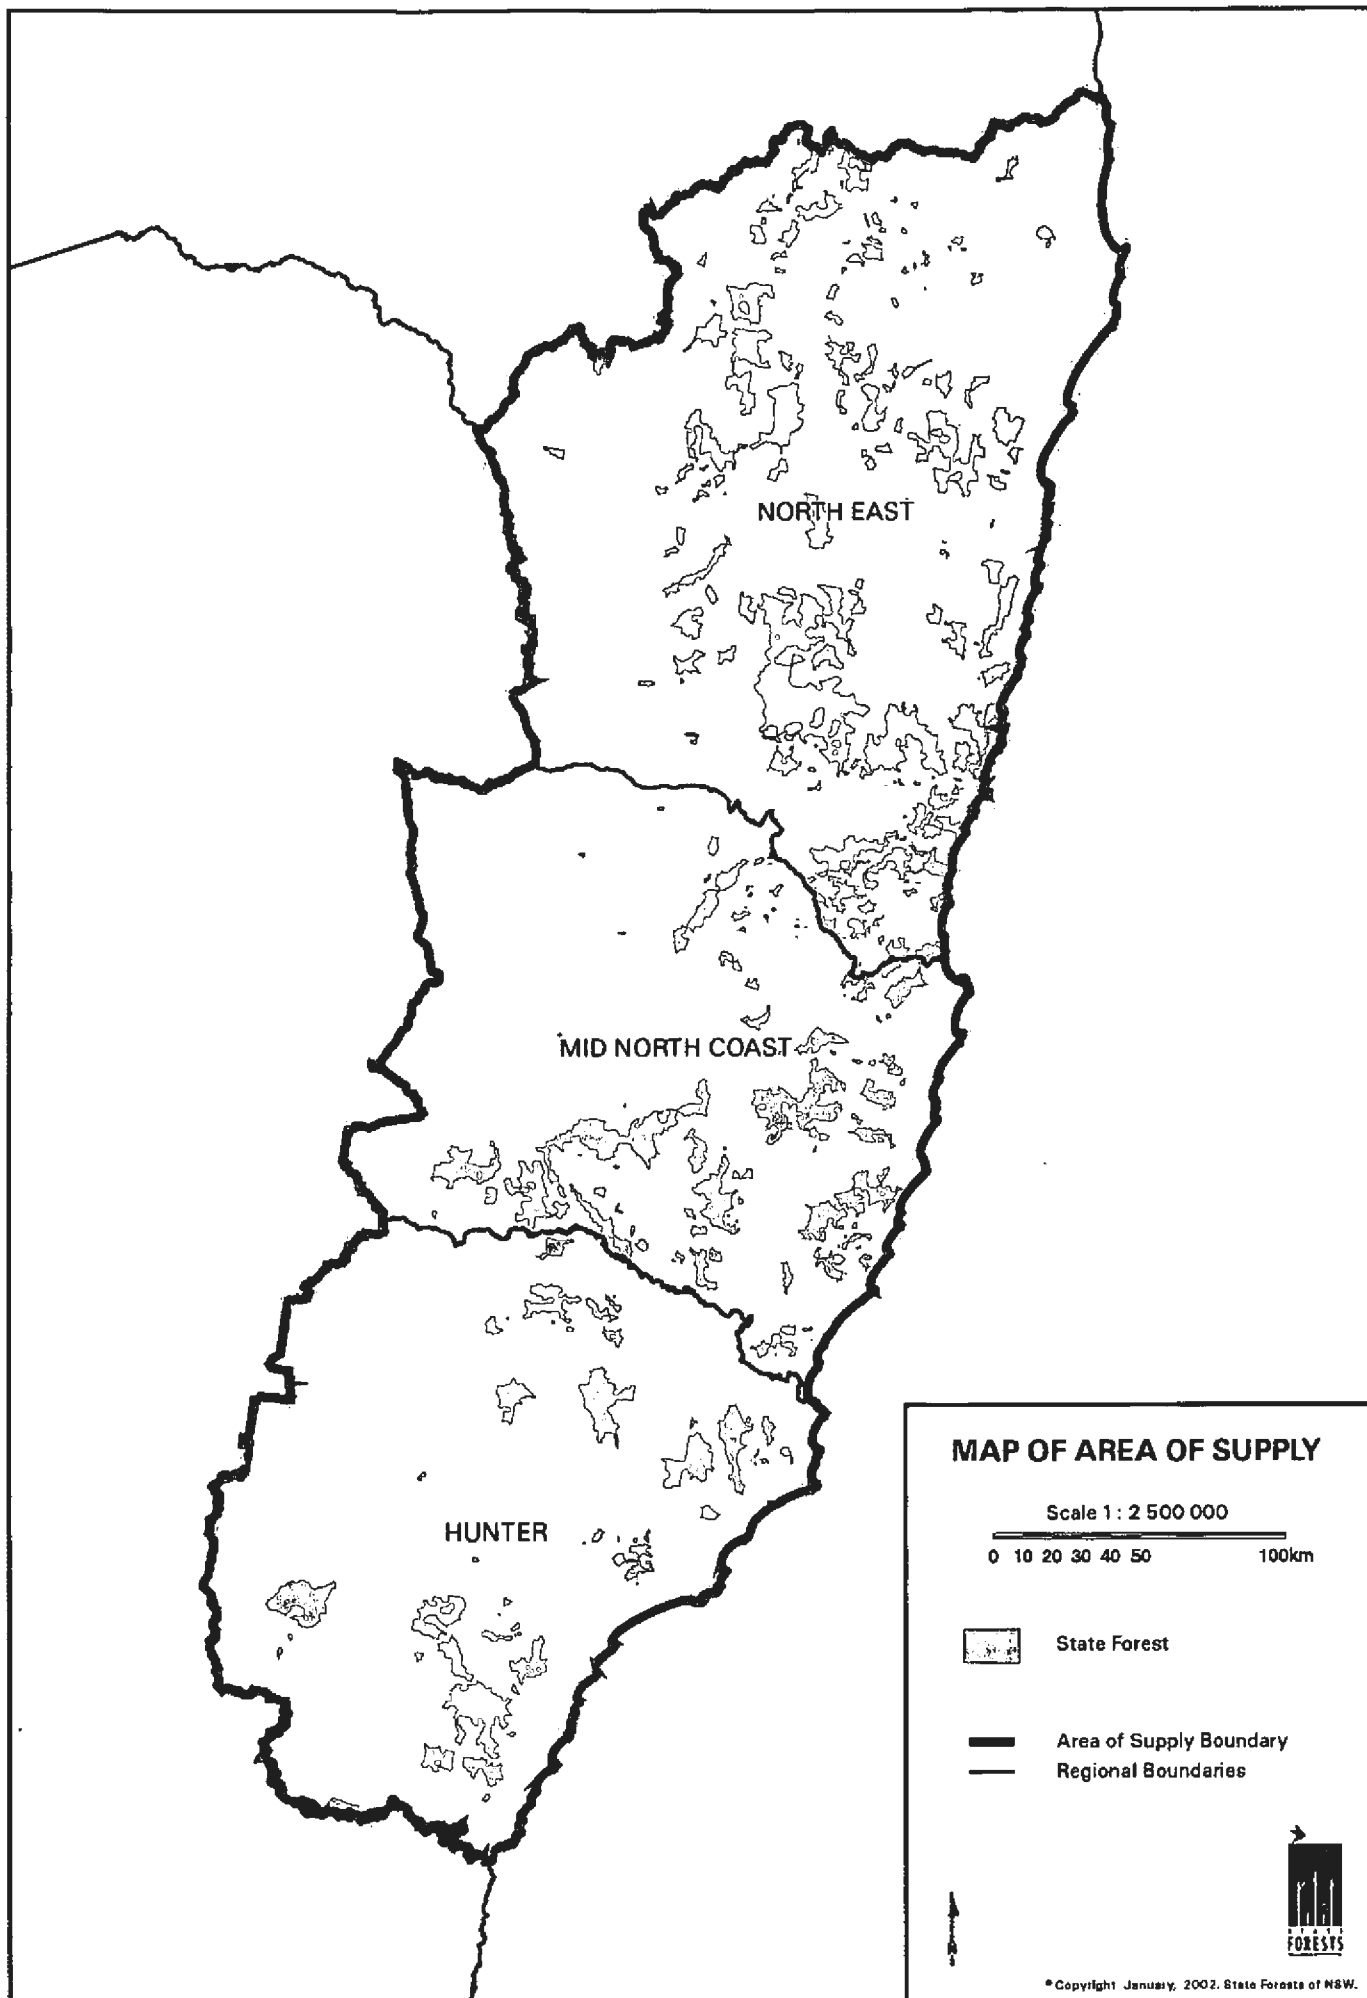 NORTH EAST
MID NORTH COAST
HUNTER
MAP OF AREA OF SUPPLY
Scale 1 : 2 500 000
0 10 20 30 40 50 100km
State Forest
Area of Supply Boundary
Regional Boundaries
N
STATE
FORESTS
© Copyright January, 2002. State Forests of NSW.